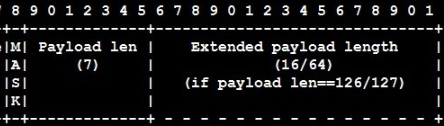 8 9 0 1 2 3 4 5 6 7 8 9 0 1 2 3 4 5 6 7 8 9 0 1
+-+-------------+-------------------------------+
|M| Payload len |    Extended payload length    |
|A|     (7)     |             (16/64)           |
|S|             |   (if payload len==126/127)   |
|K|             |                               |
+-+-------------+ - - - - - - - - - - - - - - - +